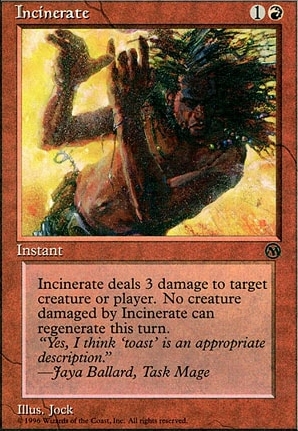 Incinerate 1
Instant
Incinerate deals 3 damage to target
creature or player. No creature
damaged by Incinerate can
regenerate this turn.
“Yes, I think ‘toast’ is an appropriate
description.”
—Jaya Ballard, Task Mage
Illus. Jock
© 1996 Wizards of the Coast, Inc. All rights reserved.